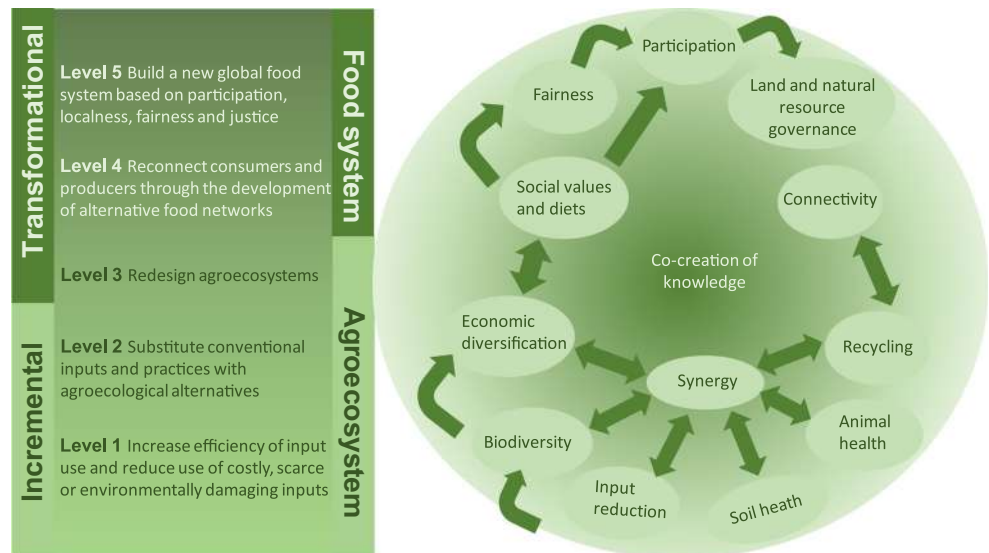 Transformational
Incremental
Level 5 Build a new global food
system based on participation,
localness, fairness and justice
Level 4 Reconnect consumers and
producers through the development
of alternative food networks
Level 3 Redesign agroecosystems
Level 2 Substitute conventional
inputs and practices with
agroecological alternatives
Level 1 Increase efficiency of input
use and reduce use of costly, scarce
or environmentally damaging inputs
Food system
Agroecosystem
Participation
Fairness
Land and natural
resource
governance
Social values
and diets
Connectivity
Co-creation of
knowledge
Economic
diversification
Recycling
Synergy
Biodiversity
Animal
health
Input
reduction
Soil heath